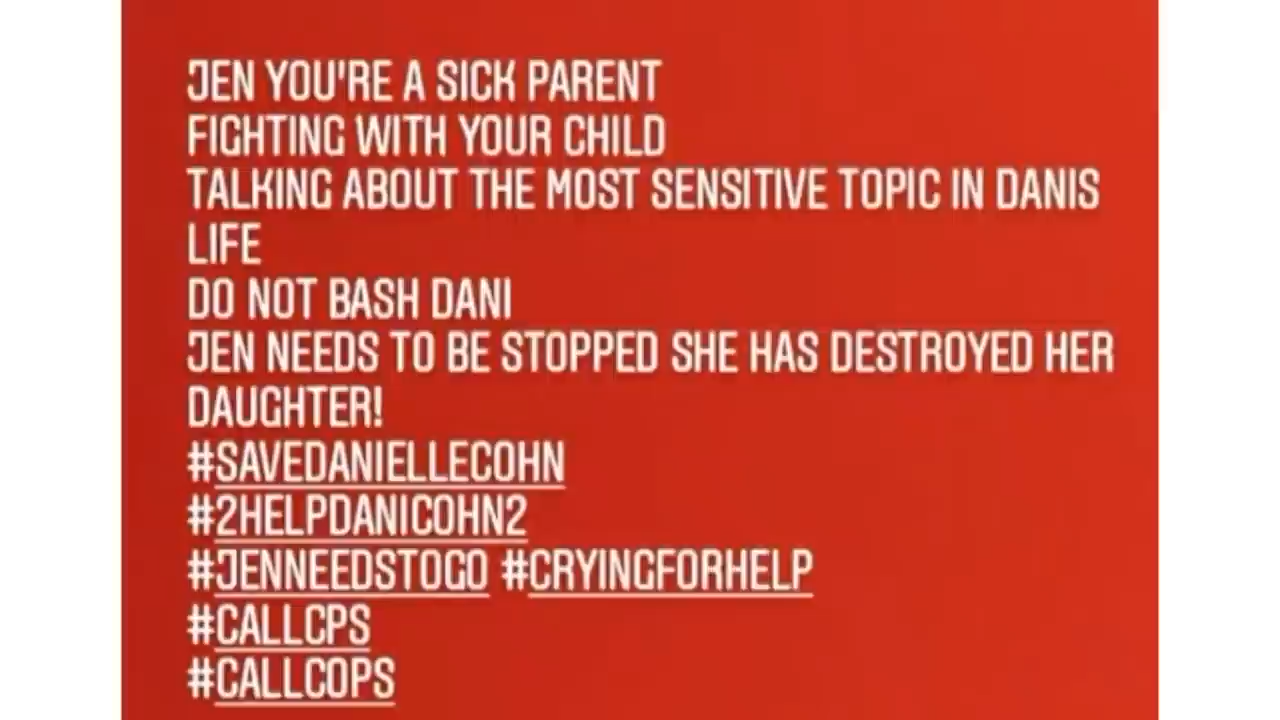 JEN YOU'RE A SICK PARENT
FIGHTING WITH YOUR CHILD
TALKING ABOUT THE MOST SENSITIVE TOPIC IN DANIS
LIFE
DO NOT BASH DANI
JEN NEEDS TO BE STOPPED SHE HAS DESTROYED HER
DAUGHTER!
#SAVEDANIELLECOHN
#2HELPDANICOHN2
#JENNEEDSTOGO #CRYINGFORHELP
#CALLCPS
#CALLCOPS